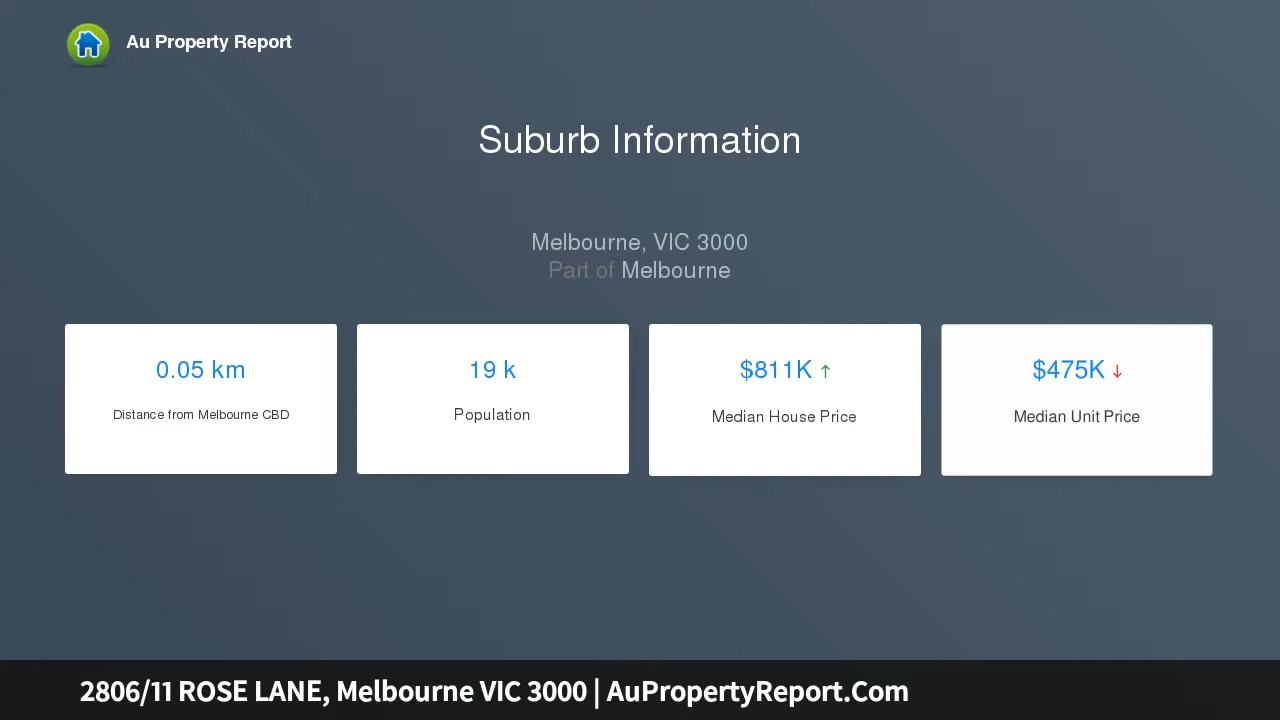 Au Property Report
Suburb Information
Melbourne, VIC 3000
Part of Melbourne
0.05 km
Distance from Melbourne CBD
19 k
Population
$811K ↑
Median House Price
$475K ↓
Median Unit Price
2806/11 ROSE LANE, Melbourne VIC 3000 | AuPropertyReport.Com